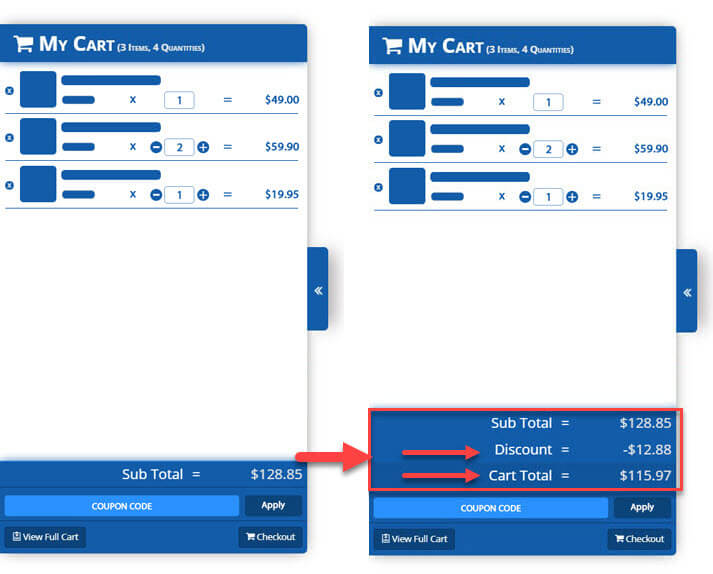 My Cart (3 Items, 4 Quantities)
x x 1 = $49.00
x x - 2 + = $59.90
x x - 1 + = $19.95
«
Sub Total = $128.85
COUPON CODE Apply
View Full Cart Checkout
My Cart (3 Items, 4 Quantities)
x x 1 = $49.00
x x - 2 + = $59.90
x x - 1 + = $19.95
«
Sub Total = $128.85
Discount = -$12.88
Cart Total = $115.97
COUPON CODE Apply
View Full Cart Checkout